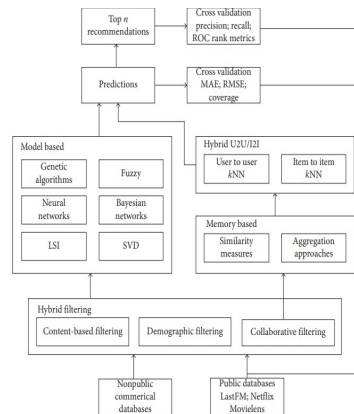 Top n
recommendations
Cross validation
precision; recall;
ROC rank metrics
Predictions
Cross validation
MAE; RMSE;
coverage
Model based
Genetic
algorithms
Fuzzy
Neural
networks
Bayesian
networks
LSI
SVD
Hybrid U2U/I2I
User to user
kNN
Item to item
kNN
Memory based
Similarity
measures
Aggregation
approaches
Hybrid filtering
Content-based filtering
Demographic filtering
Collaborative filtering
Nonpublic
commerical
databases
Public databases
LastFM; Netflix
Movielens